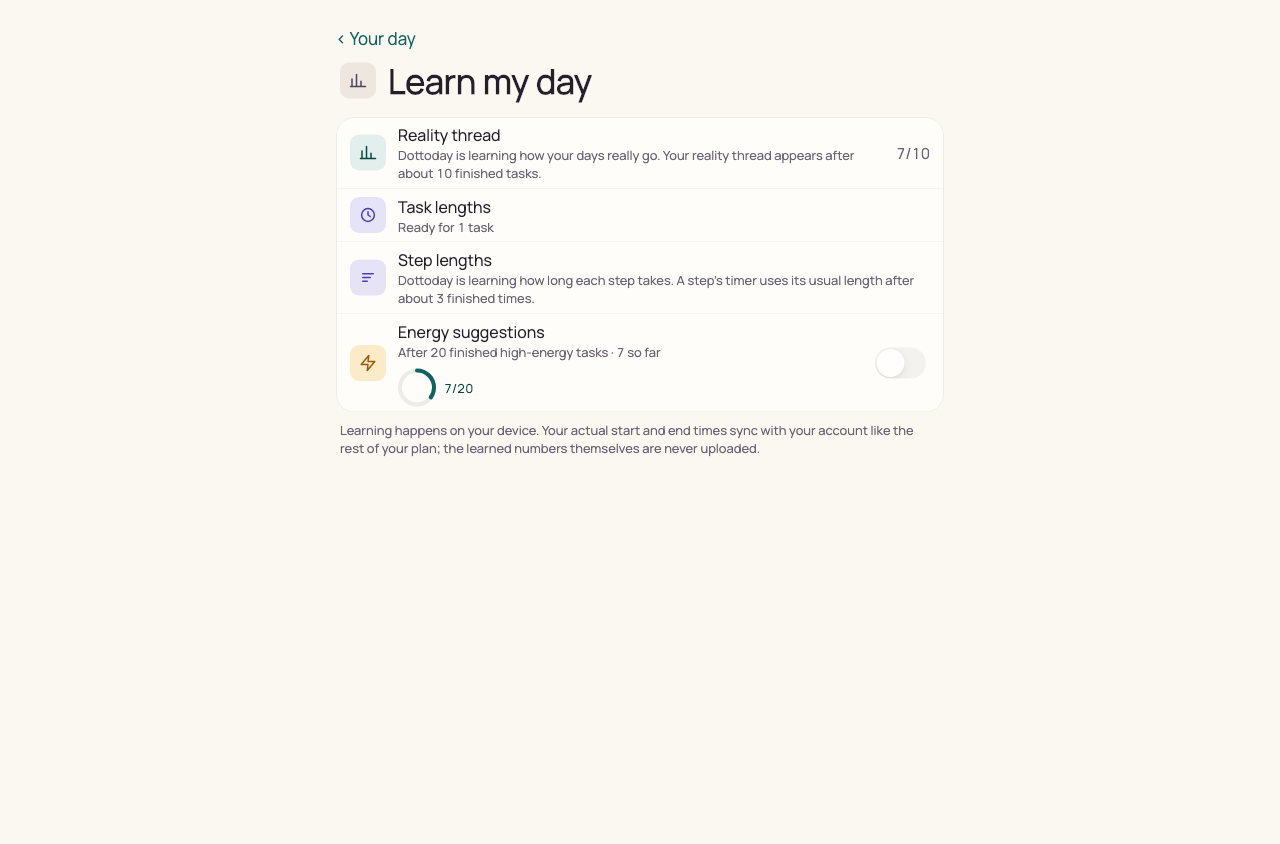 ‹ Your day
Learn my day
Reality thread
Dottoday is learning how your days really go. Your reality thread appears after
about 10 finished tasks.
7/10
Task lengths
Ready for 1 task
Step lengths
Dottoday is learning how long each step takes. A step's timer uses its usual length after
about 3 finished times.
Energy suggestions
After 20 finished high-energy tasks · 7 so far
7/20
Learning happens on your device. Your actual start and end times sync with your account like the
rest of your plan; the learned numbers themselves are never uploaded.